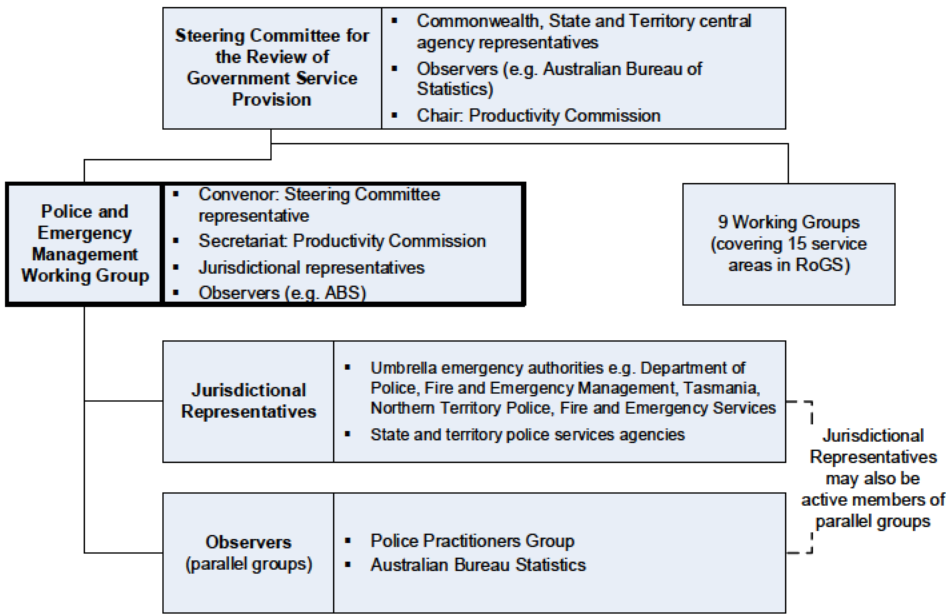 Steering Committee for
the Review of
Government Service
Provision
▪ Commonwealth, State and Territory central
agency representatives
▪ Observers (e.g. Australian Bureau of
Statistics)
▪ Chair: Productivity Commission
Police and
Emergency
Management
Working Group
▪ Convenor: Steering Committee
representative
▪ Secretariat: Productivity Commission
▪ Jurisdictional representatives
▪ Observers (e.g. ABS)
9 Working Groups
(covering 15 service
areas in RoGS)
Jurisdictional
Representatives
▪ Umbrella emergency authorities e.g. Department of
Police, Fire and Emergency Management, Tasmania,
Northern Territory Police, Fire and Emergency Services
▪ State and territory police services agencies
Jurisdictional
Representatives
may also be
active members of
parallel groups
Observers
(parallel groups)
▪ Police Practitioners Group
▪ Australian Bureau Statistics